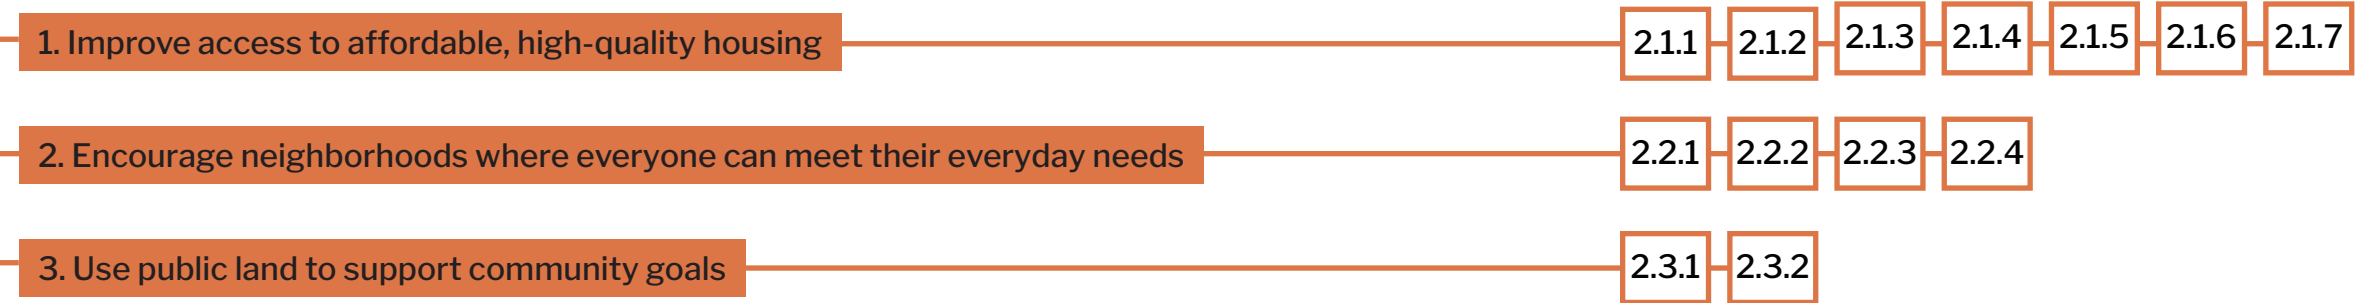 1. Improve access to affordable, high-quality housing 2.1.1 2.1.2 2.1.3 2.1.4 2.1.5 2.1.6 2.1.7
2. Encourage neighborhoods where everyone can meet their everyday needs 2.2.1 2.2.2 2.2.3 2.2.4
3. Use public land to support community goals 2.3.1 2.3.2